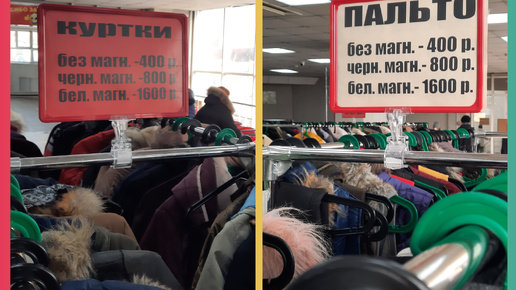 КУРТКИ
без магн. -400 р.
черн. магн. -800 р.
бел. магн. -1600 р.
ПАЛЬТО
без магн. - 400 р.
черн. магн. - 800 р.
бел. магн. - 1600 р.